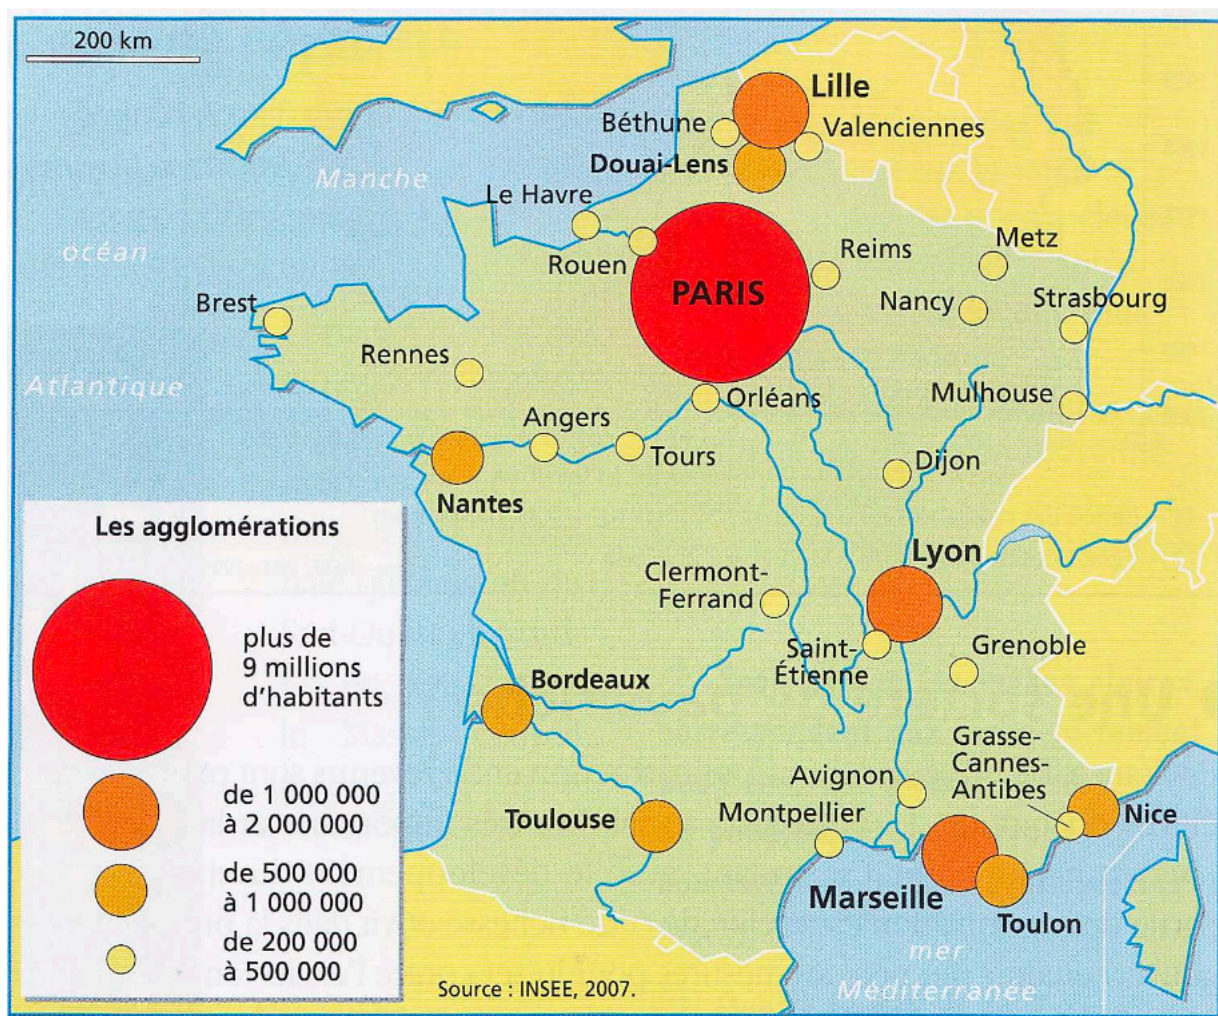 200 km
Lille
Béthune
Valenciennes
Douai-Lens
Manche
Le Havre
océan
Rouen
Reims
Metz
PARIS
Nancy
Strasbourg
Brest
Rennes
Atlantique
Orléans
Mulhouse
Angers
Tours
Dijon
Nantes
Les agglomérations
plus de
9 millions
d'habitants
de 1 000 000
à 2 000 000
de 500 000
à 1 000 000
de 200 000
à 500 000
Lyon
Clermont-
Ferrand
Saint-
Étienne
Grenoble
Bordeaux
Grasse-
Cannes-
Antibes
Avignon
Montpellier
Toulouse
Nice
Marseille
Toulon
mer
Méditerranée
Source : INSEE, 2007.